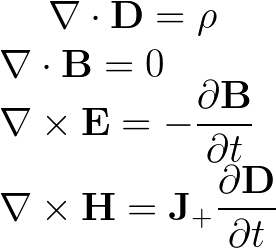 ∇ · D = ρ
∇ · B = 0
∇ × E = −∂B/∂t
∇ × H = J₊∂D/∂t